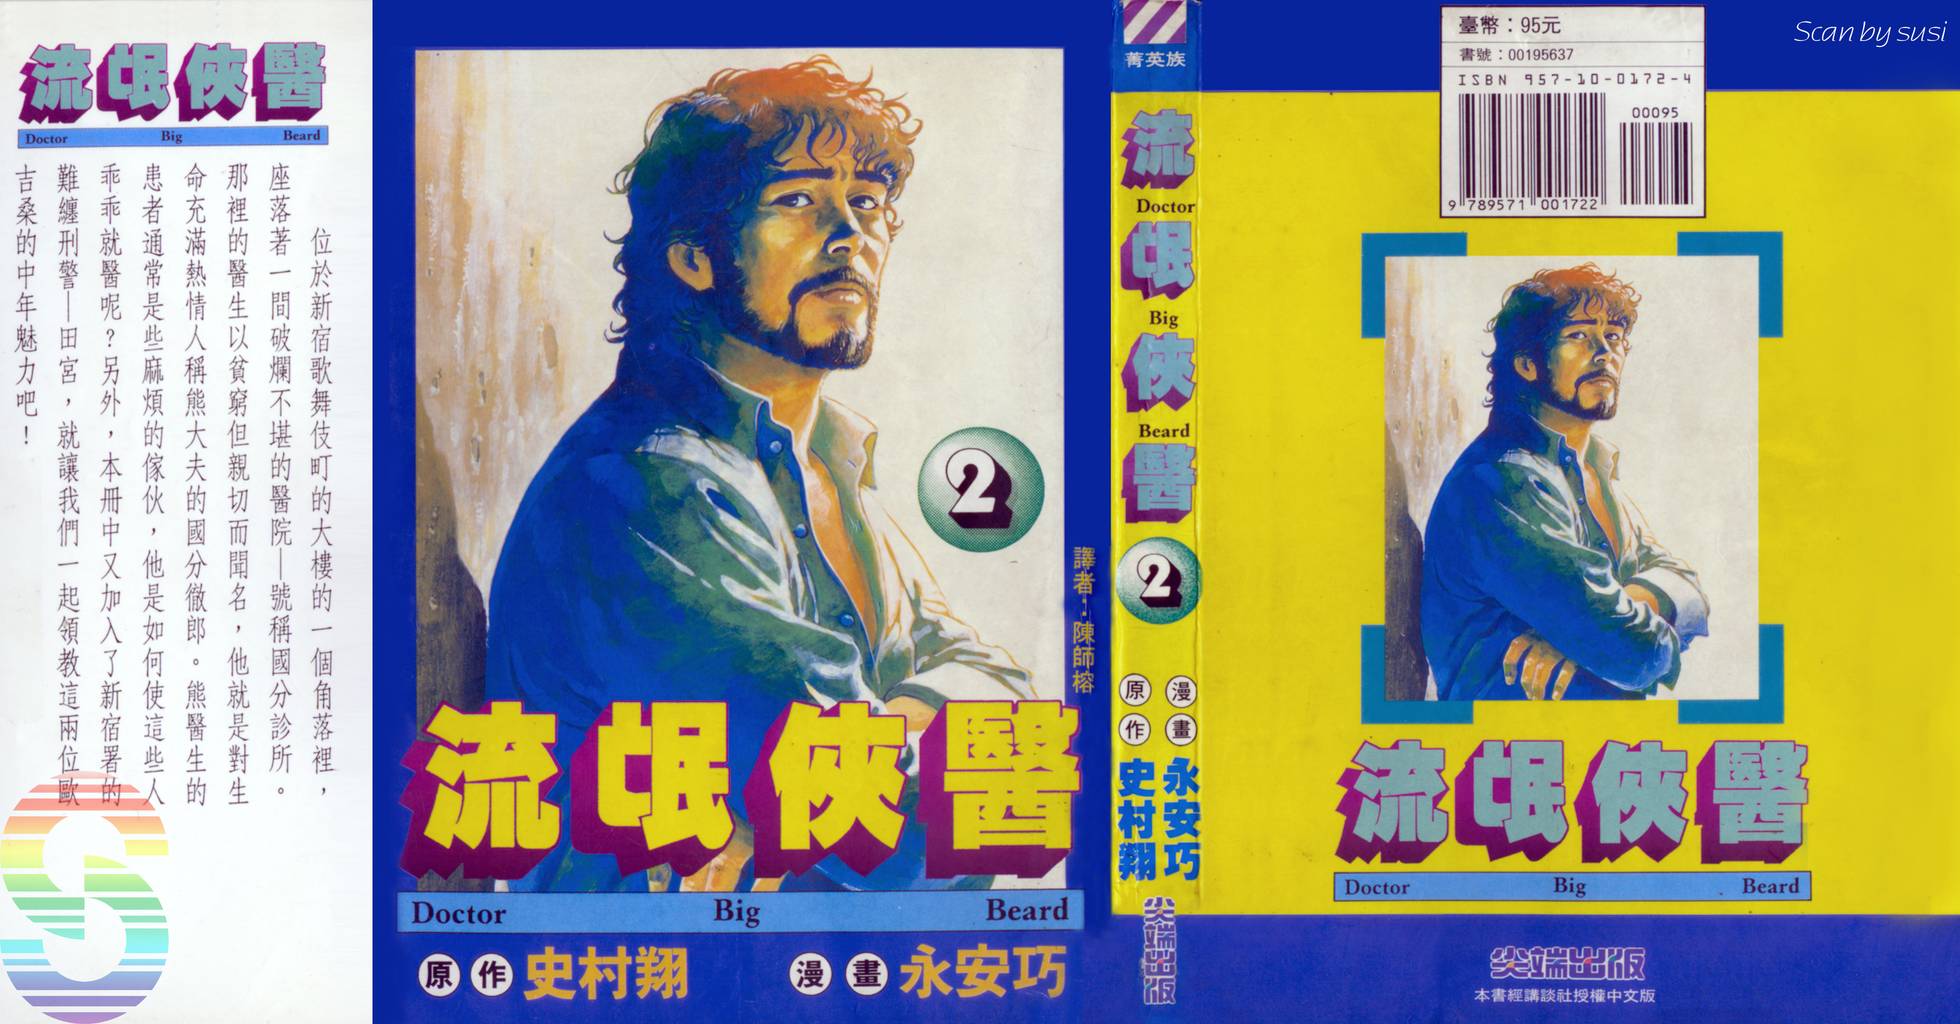 流氓俠醫
Doctor Big Beard
位於新宿歌舞伎町的大樓的一個角落裡，
座落著一間破爛不堪的醫院—號稱國分診所。
那裡的醫生以貧窮但親切而聞名，他就是對生
命充滿熱情人稱熊大夫的國分徹郎。熊醫生的
患者通常是些麻煩的傢伙，他是如何使這些人
乖乖就醫呢？另外，本冊中又加入了新宿署的
難纏刑警—田宮，就讓我們一起領教這兩位歐
吉桑的中年魅力吧！
S
2
譯者：陳師榕
流氓俠醫
Doctor Big Beard
原作 史村翔
漫畫 永安巧
菁英族
流
Doctor
氓
Big
俠
Beard
醫
2
漫畫 永安巧
原作 史村翔
尖端出版
臺幣：95元
書號：00195637
ISBN 957-10-0172-4
00095
9 789571 001722
Scan by susi
流氓俠醫
Doctor Big Beard
尖端出版
本書經講談社授權中文版